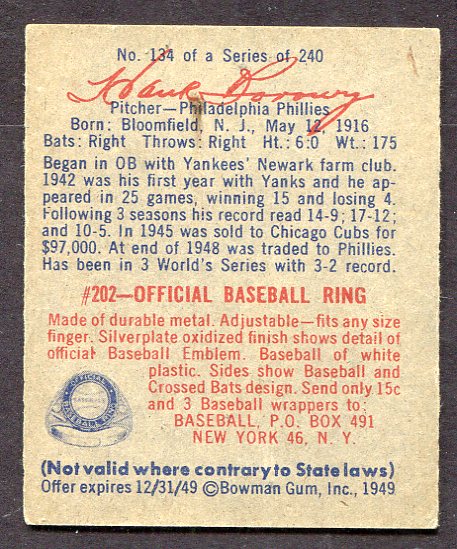 No. 134 of a Series of 240
Hank Borowy
Pitcher—Philadelphia Phillies
Born: Bloomfield, N. J., May 12, 1916
Bats: Right Throws: Right Ht.: 6:0 Wt.: 175
Began in OB with Yankees' Newark farm club.
1942 was his first year with Yanks and he ap-
peared in 25 games, winning 15 and losing 4.
Following 3 seasons his record read 14-9; 17-12;
and 10-5. In 1945 was sold to Chicago Cubs for
$97,000. At end of 1948 was traded to Phillies.
Has been in 3 World's Series with 3-2 record.
#202—OFFICIAL BASEBALL RING
Made of durable metal. Adjustable—fits any size
finger. Silverplate oxidized finish shows detail of
official Baseball Emblem. Baseball of white
plastic. Sides show Baseball and
Crossed Bats design. Send only 15c
and 3 Baseball wrappers to:
BASEBALL, P.O. BOX 491
NEW YORK 46, N. Y.
OFFICIAL
BASEBALL
BASEBALL RING
(Not valid where contrary to State laws)
Offer expires 12/31/49 ©Bowman Gum, Inc., 1949